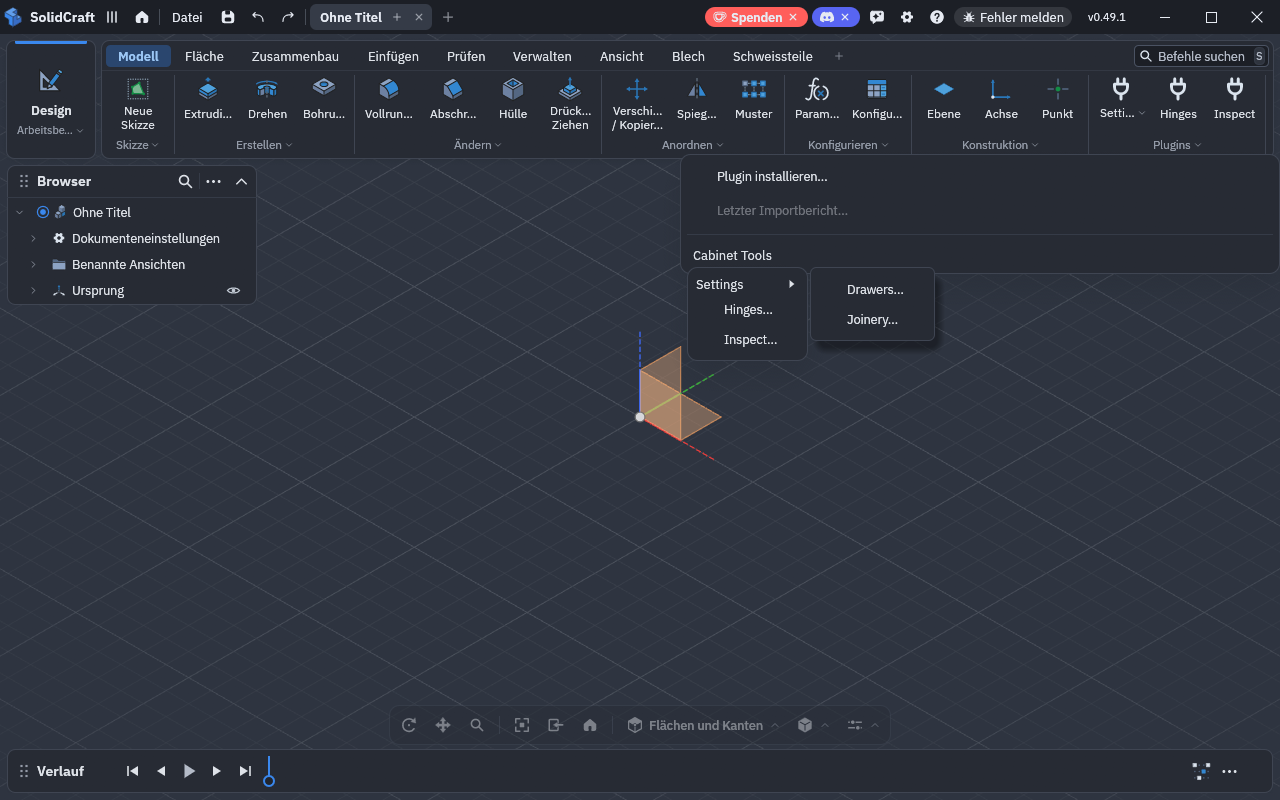 SolidCraft
Datei
Ohne Titel
Spenden
Fehler melden
v0.49.1
Design
Arbeitsbe...
Modell
Fläche
Zusammenbau
Einfügen
Prüfen
Verwalten
Ansicht
Blech
Schweissteile
Befehle suchen
S
Neue
Skizze
Extrudi...
Drehen
Bohru...
Vollrun...
Abschr...
Hülle
Drück...
Ziehen
Verschi...
/ Kopier...
Spieg...
Muster
Param...
Konfigu...
Ebene
Achse
Punkt
Setti...
Hinges
Inspect
Skizze
Erstellen
Ändern
Anordnen
Konfigurieren
Konstruktion
Plugins
Browser
Ohne Titel
Dokumenteneinstellungen
Benannte Ansichten
Ursprung
Plugin installieren...
Letzter Importbericht...
Cabinet Tools
Settings
Hinges...
Inspect...
Drawers...
Joinery...
Flächen und Kanten
Verlauf